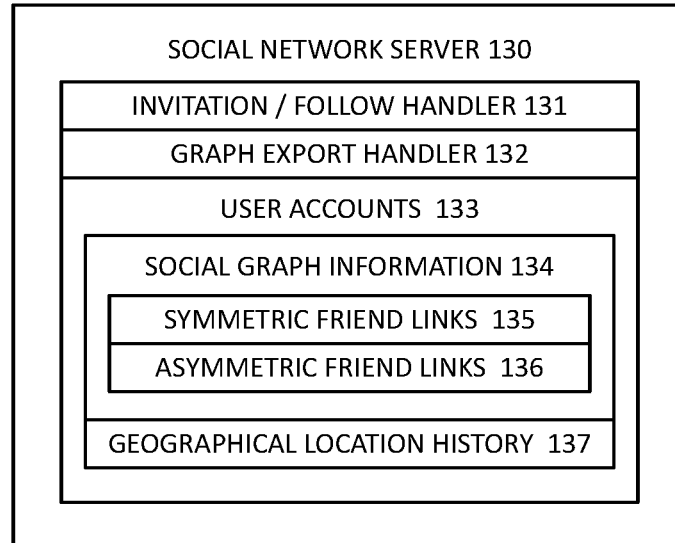 SOCIAL NETWORK SERVER 130
INVITATION / FOLLOW HANDLER 131
GRAPH EXPORT HANDLER 132
USER ACCOUNTS 133
SOCIAL GRAPH INFORMATION 134
SYMMETRIC FRIEND LINKS 135
ASYMMETRIC FRIEND LINKS 136
GEOGRAPHICAL LOCATION HISTORY 137